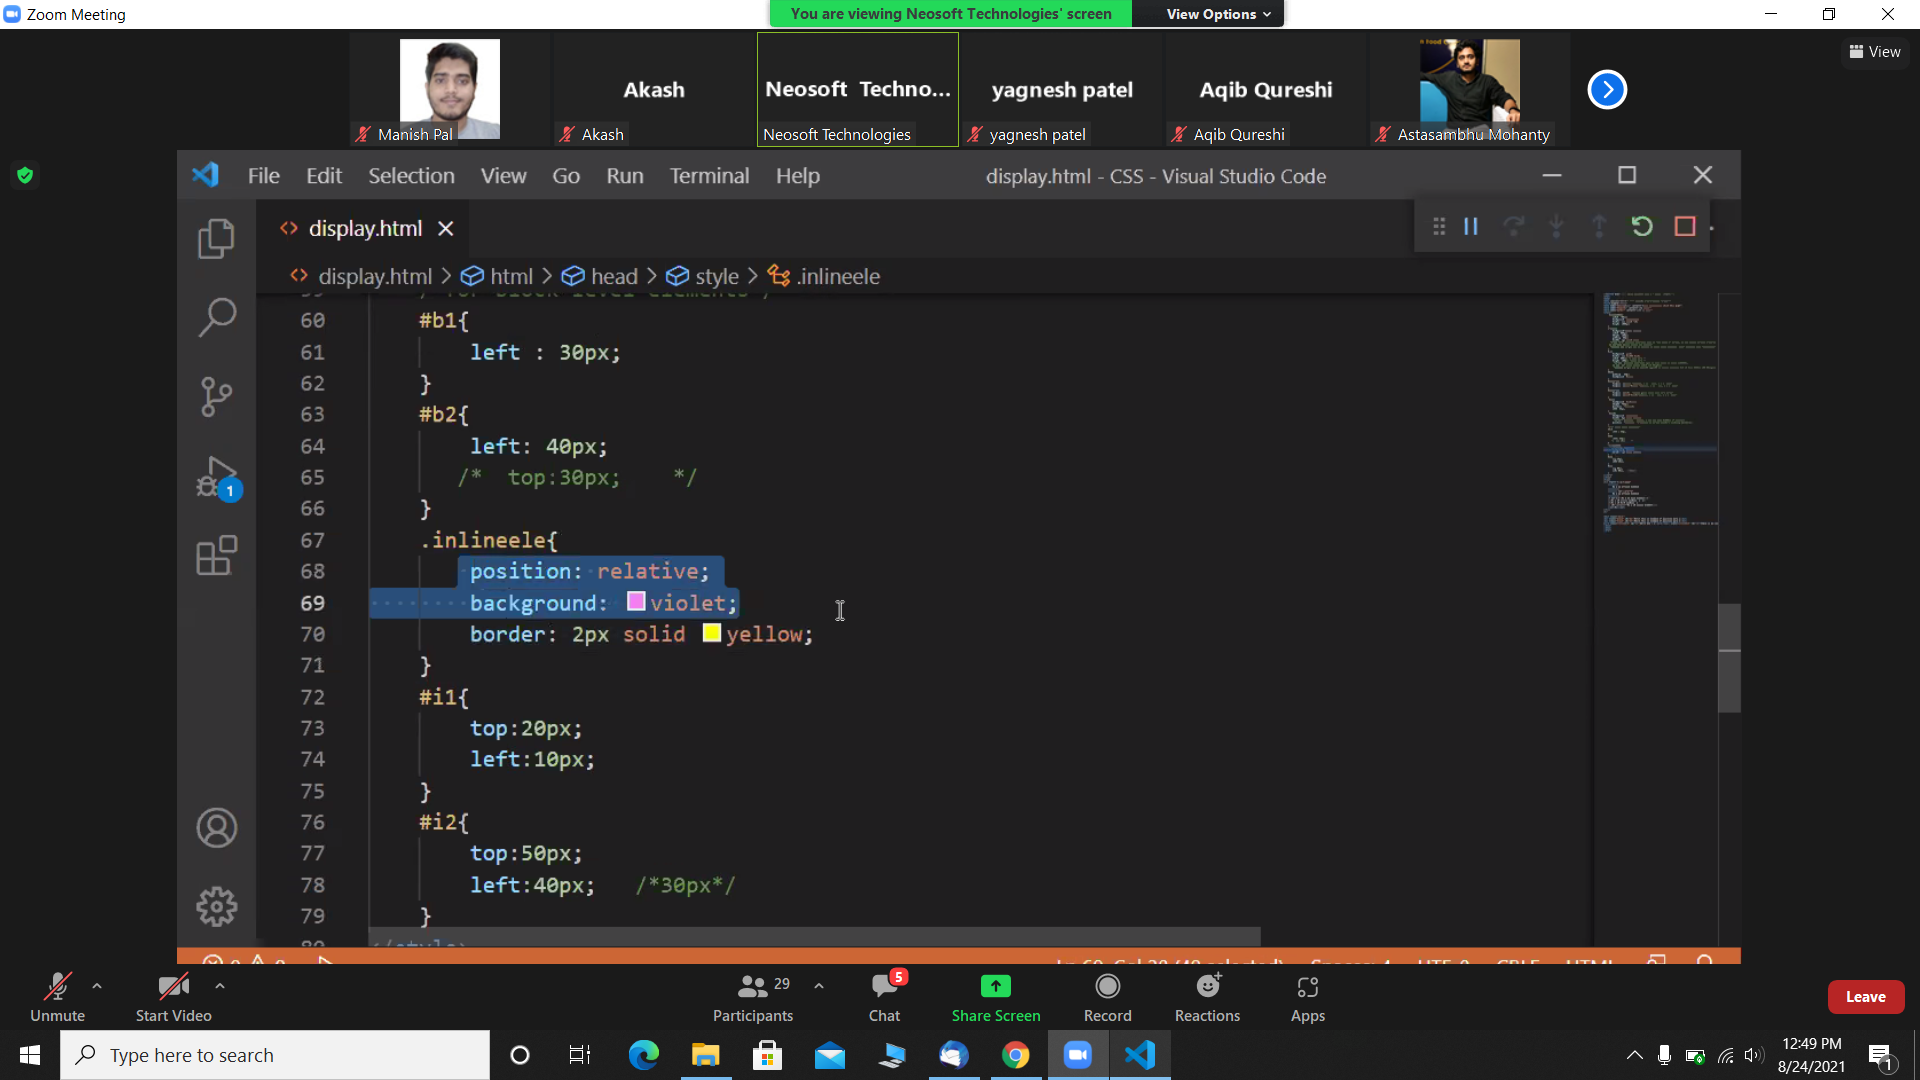 Zoom Meeting
You are viewing Neosoft Technologies' screen
View Options
View
Manish Pal
Akash
Akash
Neosoft Techno...
Neosoft Technologies
yagnesh patel
yagnesh patel
Aqib Qureshi
Aqib Qureshi
Astasambhu Mohanty
File Edit Selection View Go Run Terminal Help
display.html - CSS - Visual Studio Code
display.html
display.html > html > head > style > .inlineele
60 #b1{
61 left : 30px;
62 }
63 #b2{
64 left: 40px;
65 /* top:30px; */
66 }
67 .inlineele{
68 position: relative;
69 background: violet;
70 border: 2px solid yellow;
71 }
72 #i1{
73 top:20px;
74 left:10px;
75 }
76 #i2{
77 top:50px;
78 left:40px; /*30px*/
79 }
1
Unmute
Start Video
29
Participants
5
Chat
Share Screen
Record
Reactions
Apps
Leave
Type here to search
12:49 PM
8/24/2021
1